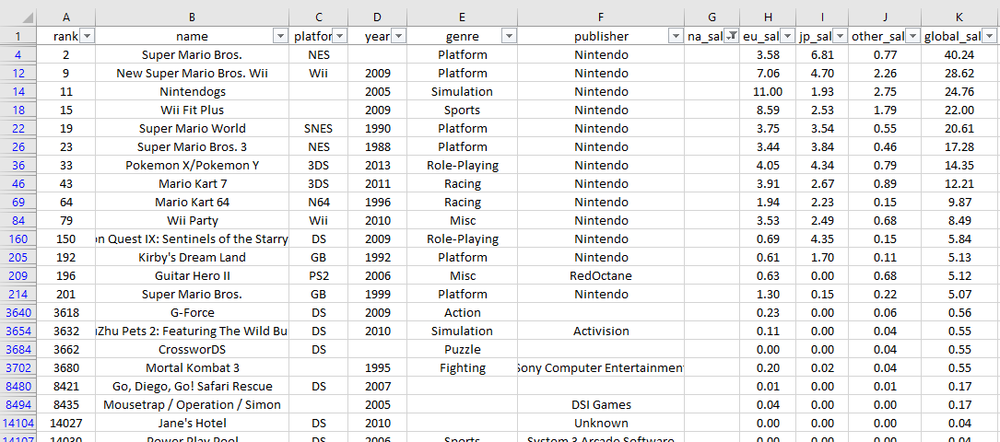 A B C D E F G H I J K
1 rank name platfor year genre publisher na_sal eu_sal jp_sal other_sal global_sal
4 2 Super Mario Bros. NES Platform Nintendo 3.58 6.81 0.77 40.24
12 9 New Super Mario Bros. Wii Wii 2009 Platform Nintendo 7.06 4.70 2.26 28.62
14 11 Nintendogs 2005 Simulation Nintendo 11.00 1.93 2.75 24.76
18 15 Wii Fit Plus 2009 Sports Nintendo 8.59 2.53 1.79 22.00
22 19 Super Mario World SNES 1990 Platform Nintendo 3.75 3.54 0.55 20.61
26 23 Super Mario Bros. 3 NES 1988 Platform Nintendo 3.44 3.84 0.46 17.28
36 33 Pokemon X/Pokemon Y 3DS 2013 Role-Playing Nintendo 4.05 4.34 0.79 14.35
46 43 Mario Kart 7 3DS 2011 Racing Nintendo 3.91 2.67 0.89 12.21
69 64 Mario Kart 64 N64 1996 Racing Nintendo 1.94 2.23 0.15 9.87
84 79 Wii Party Wii 2010 Misc Nintendo 3.53 2.49 0.68 8.49
160 150 on Quest IX: Sentinels of the Starry DS 2009 Role-Playing Nintendo 0.69 4.35 0.15 5.84
205 192 Kirby's Dream Land GB 1992 Platform Nintendo 0.61 1.70 0.11 5.13
209 196 Guitar Hero II PS2 2006 Misc RedOctane 0.63 0.00 0.68 5.12
214 201 Super Mario Bros. GB 1999 Platform Nintendo 1.30 0.15 0.22 5.07
3640 3618 G-Force DS 2009 Action 0.23 0.00 0.06 0.56
3654 3632 uZhu Pets 2: Featuring The Wild Bu DS 2010 Simulation Activision 0.11 0.00 0.04 0.55
3684 3662 CrossworDS DS Puzzle 0.00 0.00 0.04 0.55
3702 3680 Mortal Kombat 3 1995 Fighting Sony Computer Entertainment 0.20 0.02 0.04 0.55
8480 8421 Go, Diego, Go! Safari Rescue DS 2007 0.01 0.00 0.01 0.17
8494 8435 Mousetrap / Operation / Simon 2005 DSI Games 0.04 0.00 0.00 0.17
14104 14027 Jane's Hotel DS 2010 Unknown 0.00 0.00 0.00 0.04
14107 14030 Power Play Pool DS 2006 Sports System 3 Arcade Software 0.00 0.00 0.00 0.04